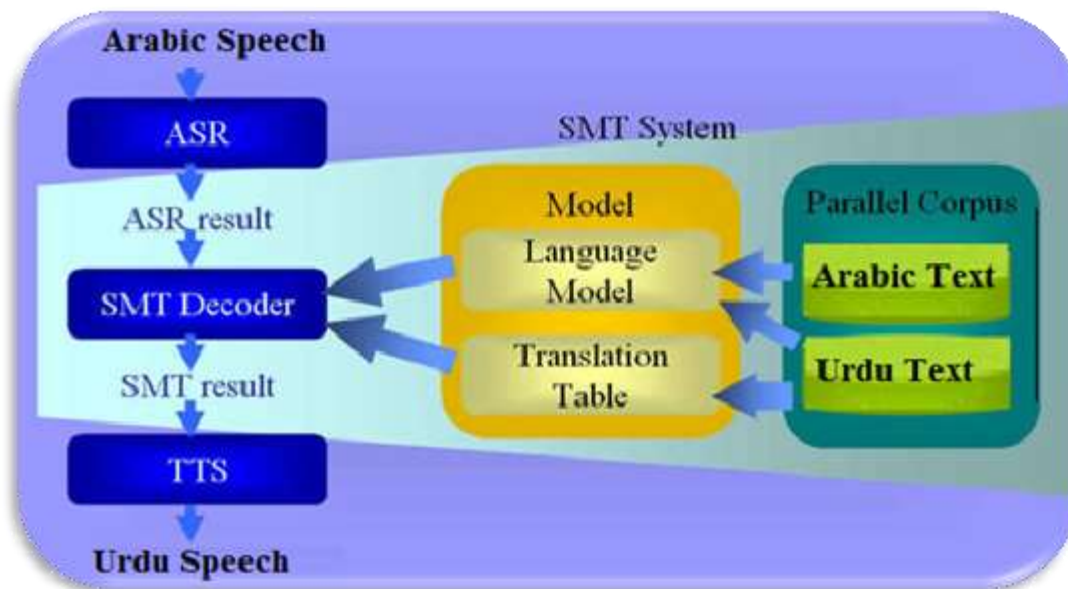 Arabic Speech
ASR
ASR result
SMT Decoder
SMT result
TTS
Urdu Speech
SMT System
Model
Language
Model
Translation
Table
Parallel Corpus
Arabic Text
Urdu Text